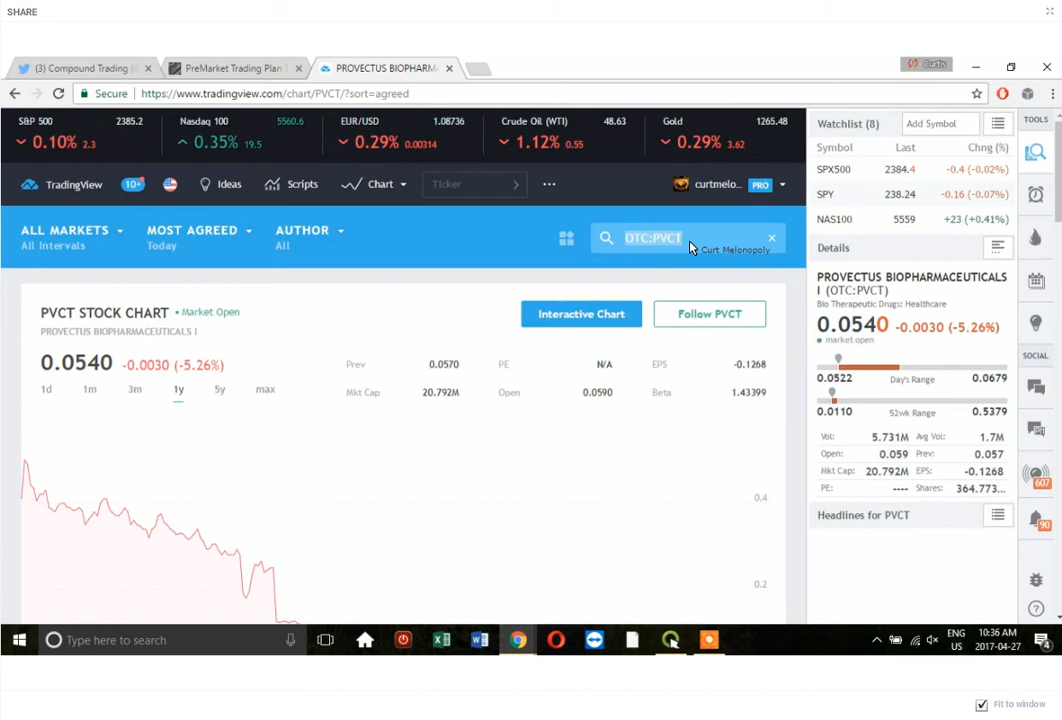 SHARE
(3) Compound Trading (
PreMarket Trading Plan T
PROVECTUS BIOPHARMA
Curtis
Secure
https://www.tradingview.com/chart/PVCT/?sort=agreed
S&P 500 2385.2
0.10% 2.3
Nasdaq 100 5560.6
0.35% 19.5
EUR/USD 1.08736
0.29% 0.00314
Crude Oil (WTI) 48.63
1.12% 0.55
Gold 1265.48
0.29% 3.62
TradingView 10+ Ideas Scripts Chart Ticker curtmelo... PRO
ALL MARKETS
All Intervals
MOST AGREED
Today
AUTHOR
All
OTC:PVCT
Curt Melonopoly
PVCT STOCK CHART • Market Open
PROVECTUS BIOPHARMACEUTICALS I
Interactive Chart
Follow PVCT
0.0540 -0.0030 (-5.26%)
1d 1m 3m 1y 5y max
Prev 0.0570 PE N/A EPS -0.1268
Mkt Cap 20.792M Open 0.0590 Beta 1.43399
0.4
0.2
Watchlist (8) Add Symbol
Symbol Last Chng (%)
SPX500 2384.4 -0.4 (-0.02%)
SPY 238.24 -0.16 (-0.07%)
NAS100 5559 +23 (+0.41%)
Details
PROVECTUS BIOPHARMACEUTICALS
I (OTC:PVCT)
Bio Therapeutic Drugs: Healthcare
0.0540 -0.0030 (-5.26%)
market open
0.0522 Day's Range 0.0679
0.0110 52wk Range 0.5379
Vol: 5.731M Avg Vol: 1.7M
Open: 0.059 Prev: 0.057
Mkt Cap: 20.792M EPS: -0.1268
PE: ---- Shares: 364.773...
Headlines for PVCT
TOOLS
SOCIAL
607
90
Type here to search
ENG
US
10:36 AM
2017-04-27
4
Fit to window